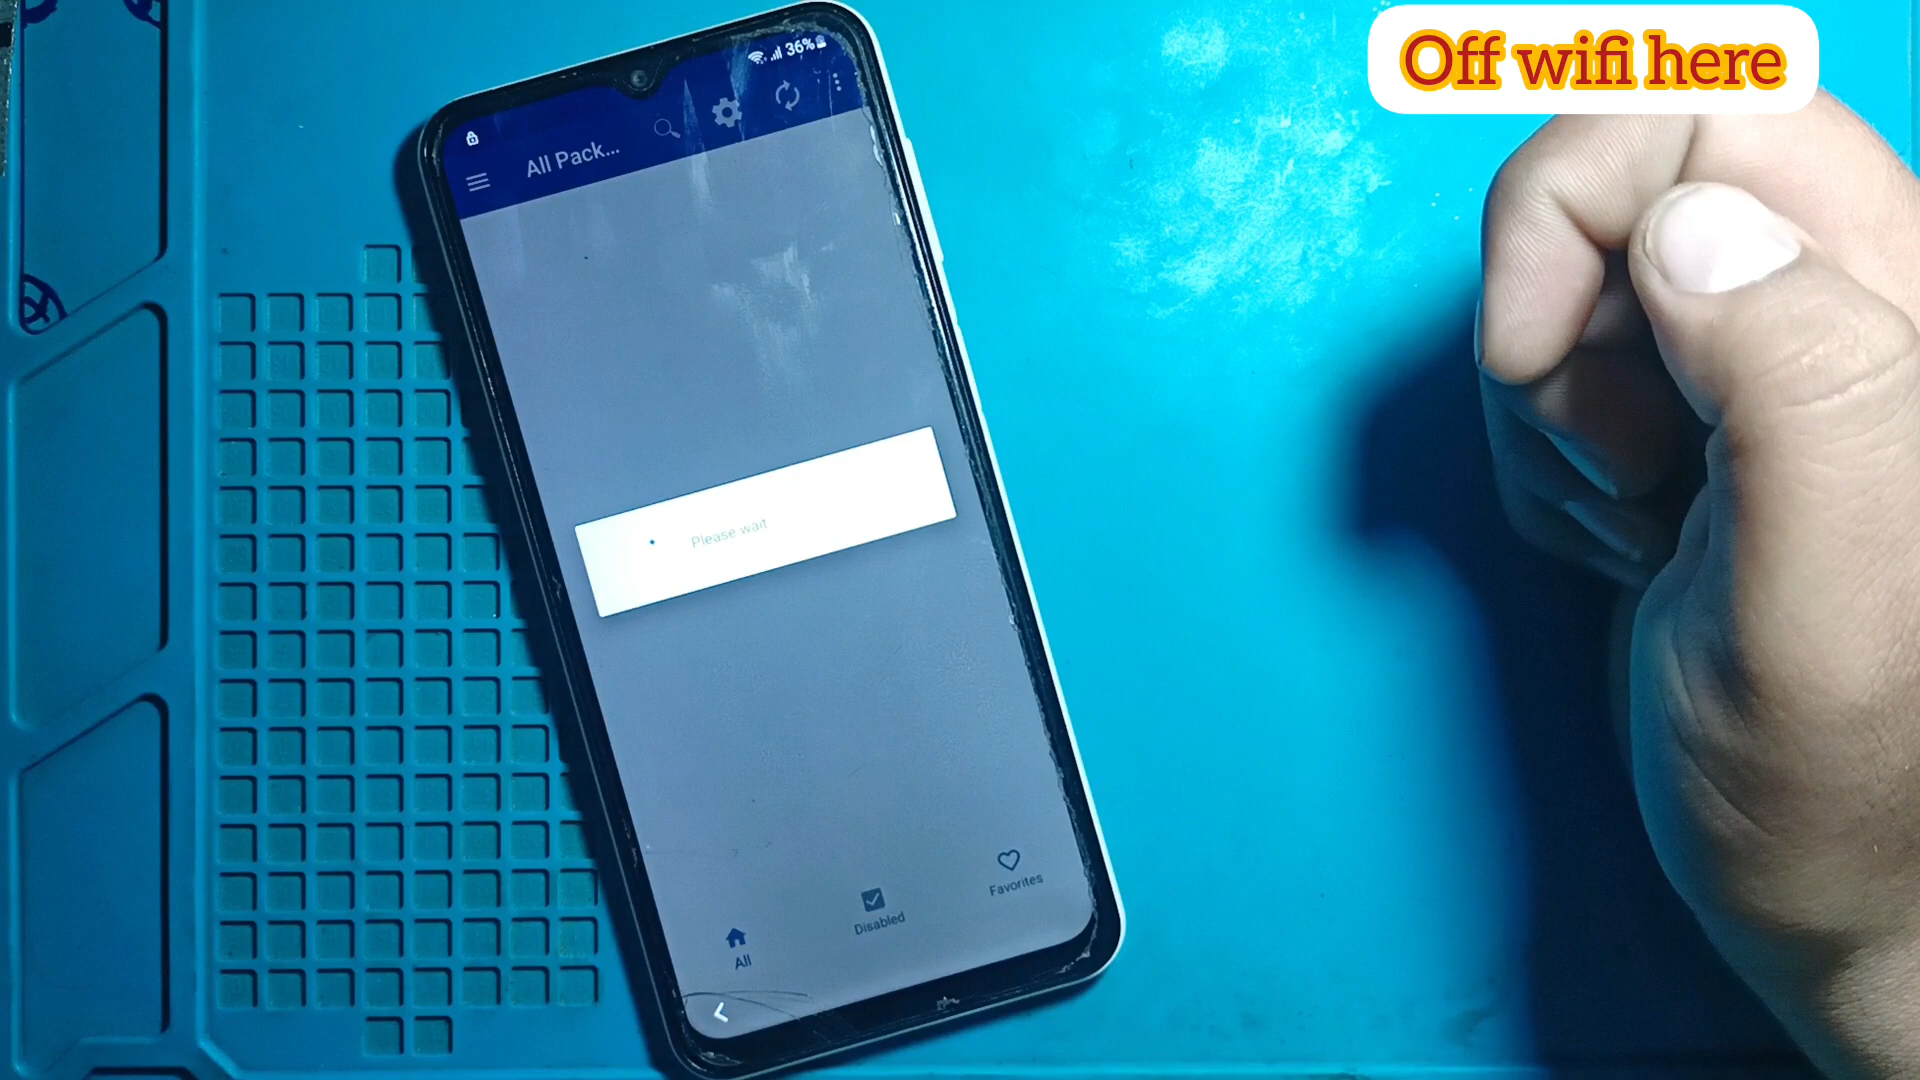 Off wifi here
36%
All Pack...
Please wait
All
Disabled
Favorites